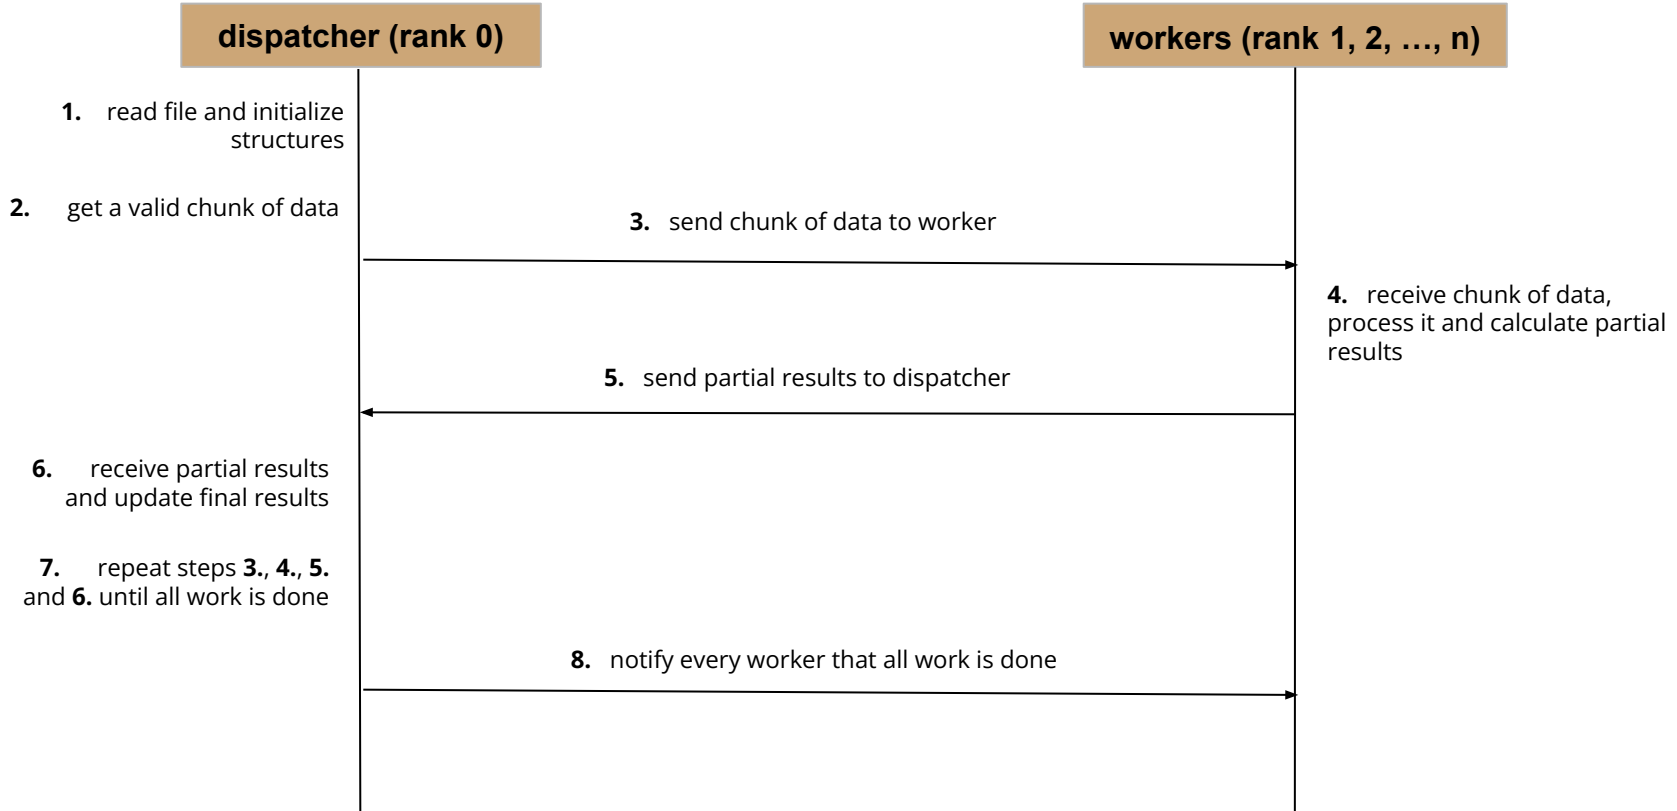 dispatcher (rank 0)
workers (rank 1, 2, ..., n)
1. read file and initialize
structures
2. get a valid chunk of data
3. send chunk of data to worker
4. receive chunk of data,
process it and calculate partial
results
5. send partial results to dispatcher
6. receive partial results
and update final results
7. repeat steps 3., 4., 5.
and 6. until all work is done
8. notify every worker that all work is done